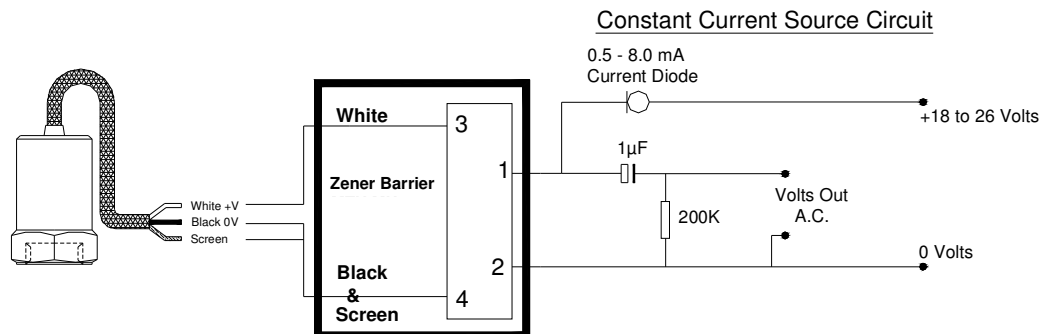 Constant Current Source Circuit
0.5 - 8.0 mA
Current Diode
+18 to 26 Volts
White
3
1µF
1
Zener Barrier
Volts Out
A.C.
White +V
Black 0V
Screen
200K
0 Volts
2
Black
&
Screen
4